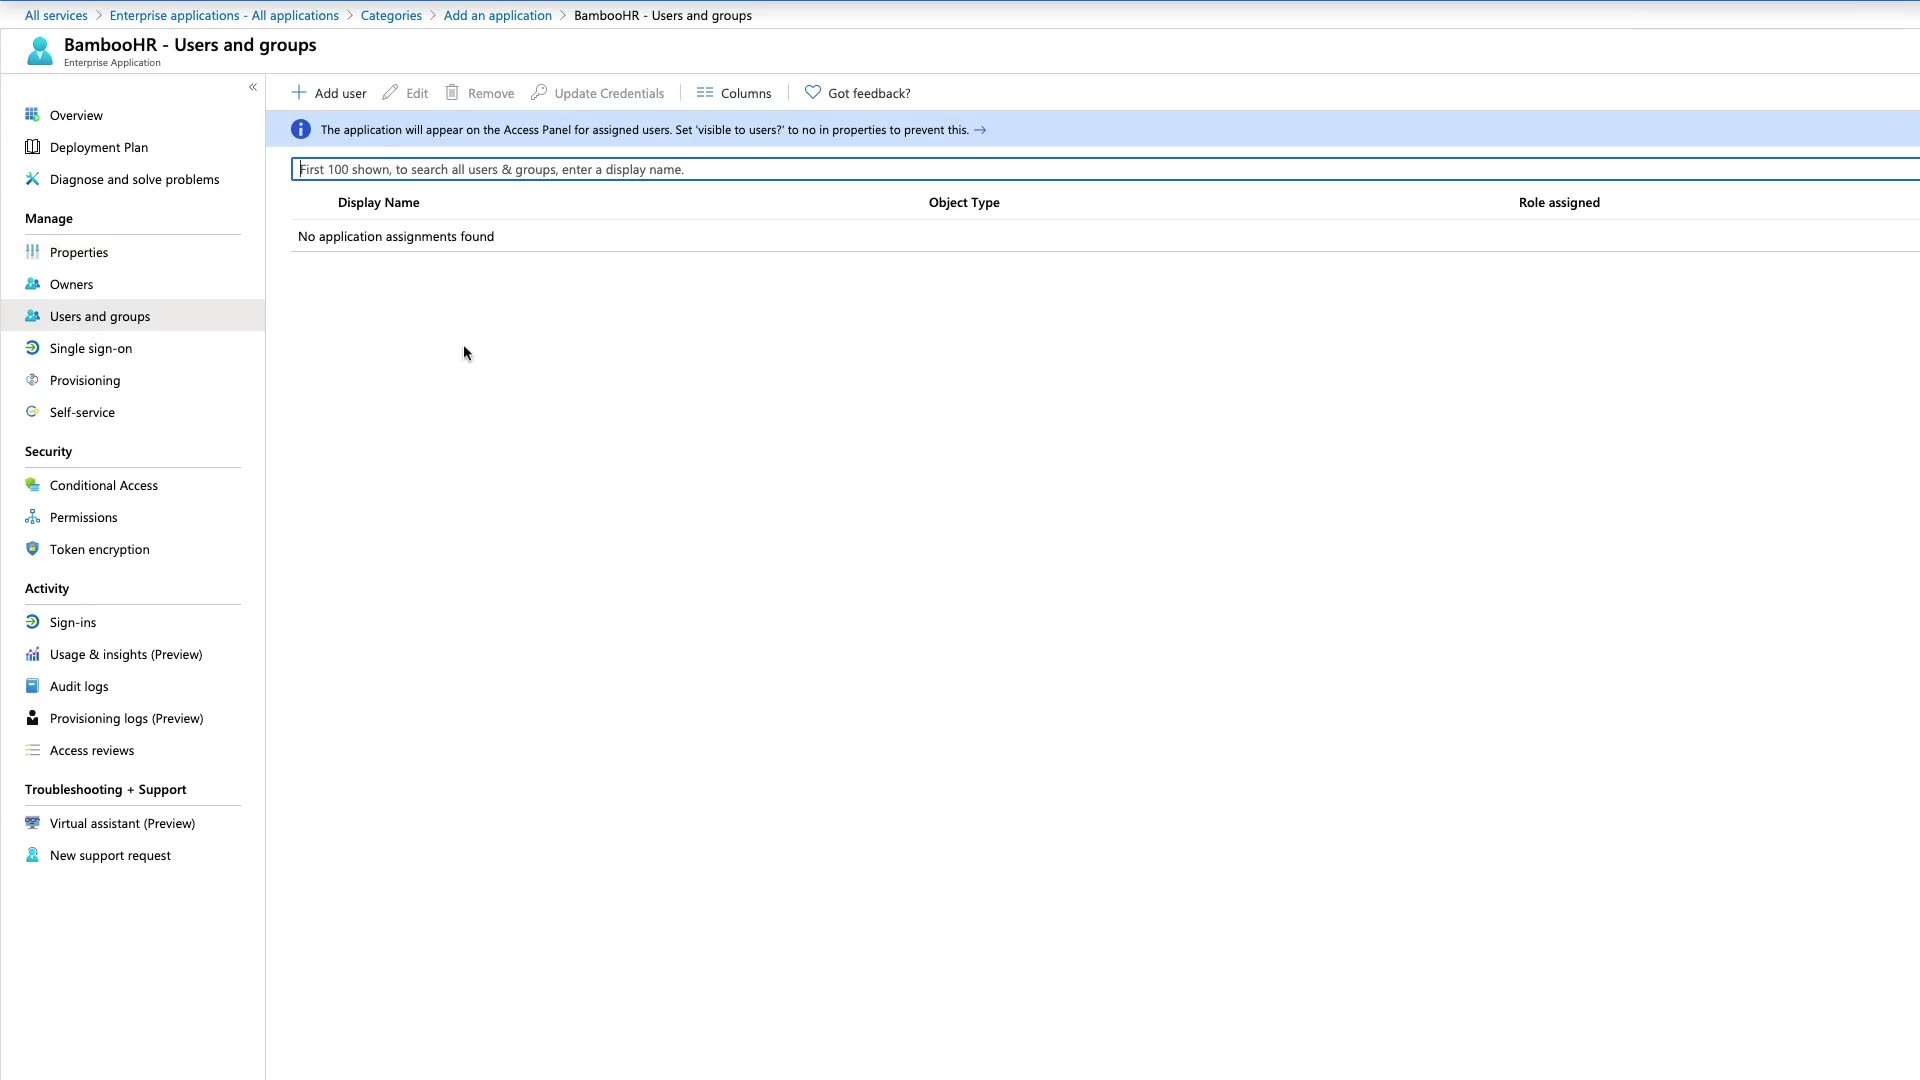 All services > Enterprise applications - All applications > Categories > Add an application > BambooHR - Users and groups
BambooHR - Users and groups
Enterprise Application
«
Overview
Deployment Plan
Diagnose and solve problems
Manage
Properties
Owners
Users and groups
Single sign-on
Provisioning
Self-service
Security
Conditional Access
Permissions
Token encryption
Activity
Sign-ins
Usage & insights (Preview)
Audit logs
Provisioning logs (Preview)
Access reviews
Troubleshooting + Support
Virtual assistant (Preview)
New support request
Add user Edit Remove Update Credentials Columns Got feedback?
The application will appear on the Access Panel for assigned users. Set 'visible to users?' to no in properties to prevent this. →
First 100 shown, to search all users & groups, enter a display name.
Display Name Object Type Role assigned
No application assignments found